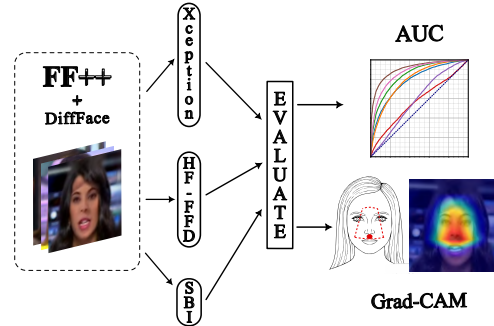 FF++
+
DiffFace
Xception
HF-FFD
SBI
EVALUATE
AUC
Grad-CAM